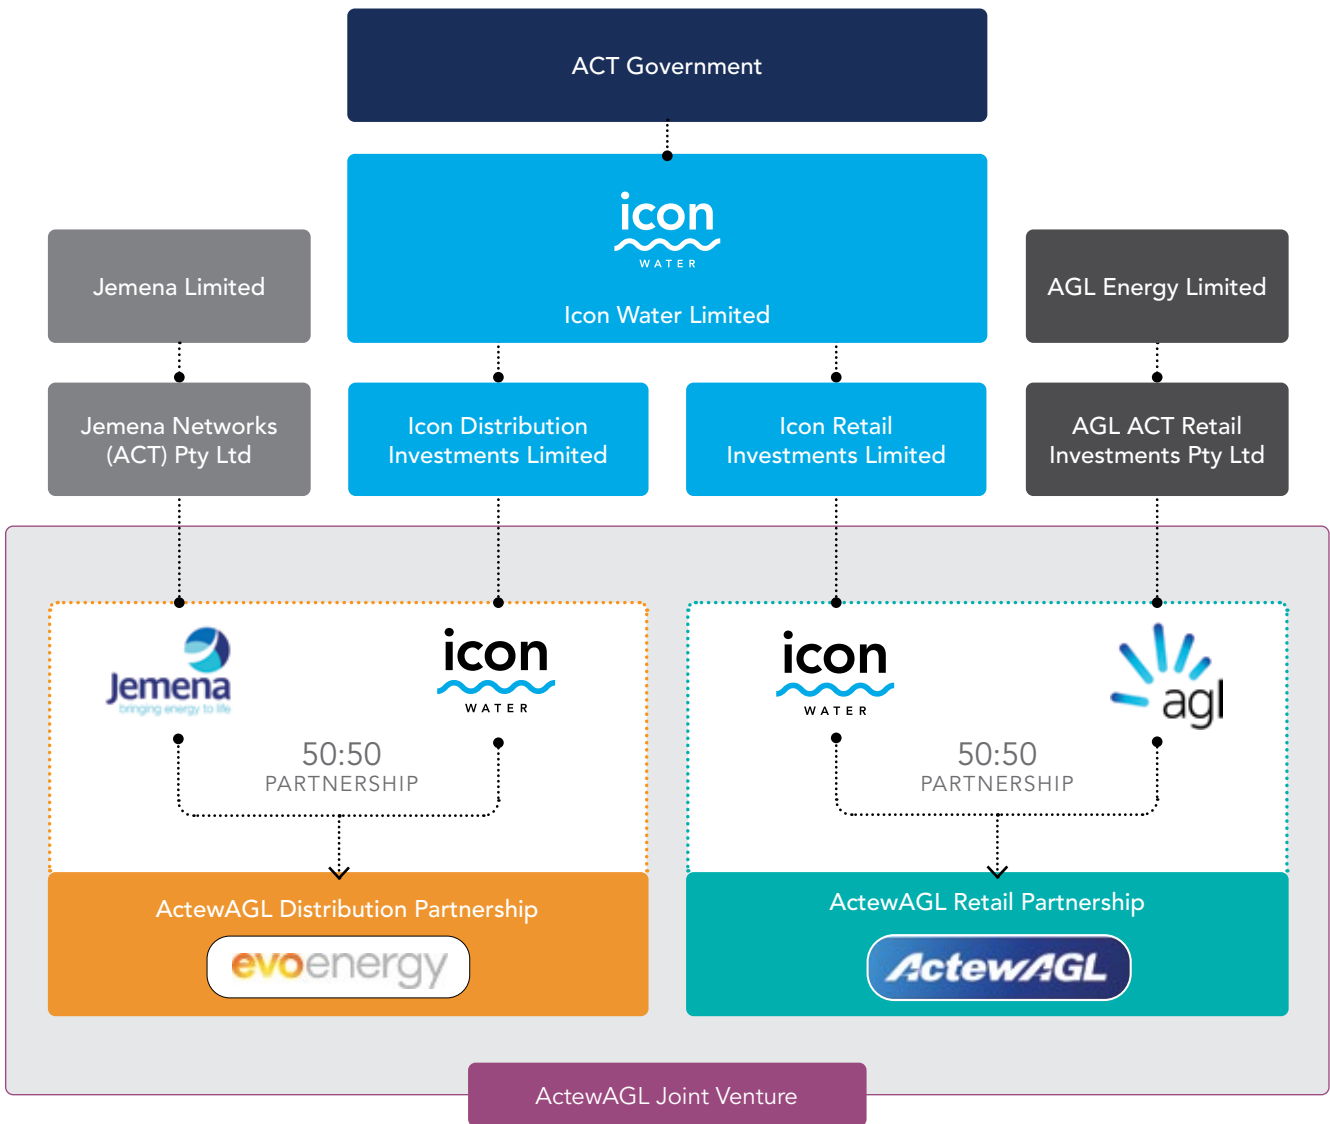 ACT Government
icon
WATER
Icon Water Limited
Jemena Limited
AGL Energy Limited
Jemena Networks
(ACT) Pty Ltd
Icon Distribution
Investments Limited
Icon Retail
Investments Limited
AGL ACT Retail
Investments Pty Ltd
Jemena
bringing energy to life
icon
WATER
50:50
PARTNERSHIP
icon
WATER
agl
50:50
PARTNERSHIP
ActewAGL Distribution Partnership
evoenergy
ActewAGL Retail Partnership
ActewAGL
ActewAGL Joint Venture